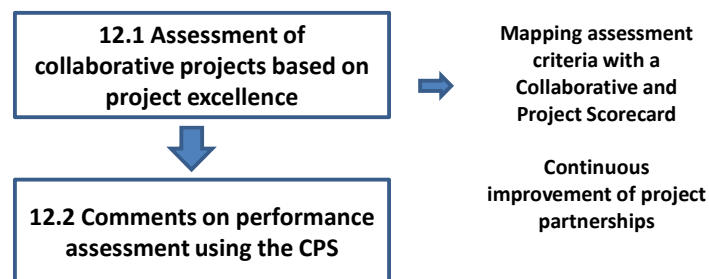 12.1 Assessment of
collaborative projects based on
project excellence
Mapping assessment
criteria with a
Collaborative and
Project Scorecard
Continuous
improvement of project
partnerships
12.2 Comments on performance
assessment using the CPS